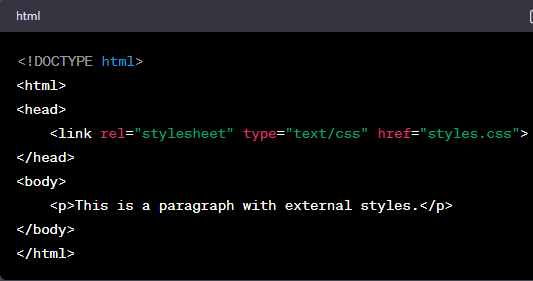 html
<!DOCTYPE html>
<html>
<head>
    <link rel="stylesheet" type="text/css" href="styles.css">
</head>
<body>
    <p>This is a paragraph with external styles.</p>
</body>
</html>